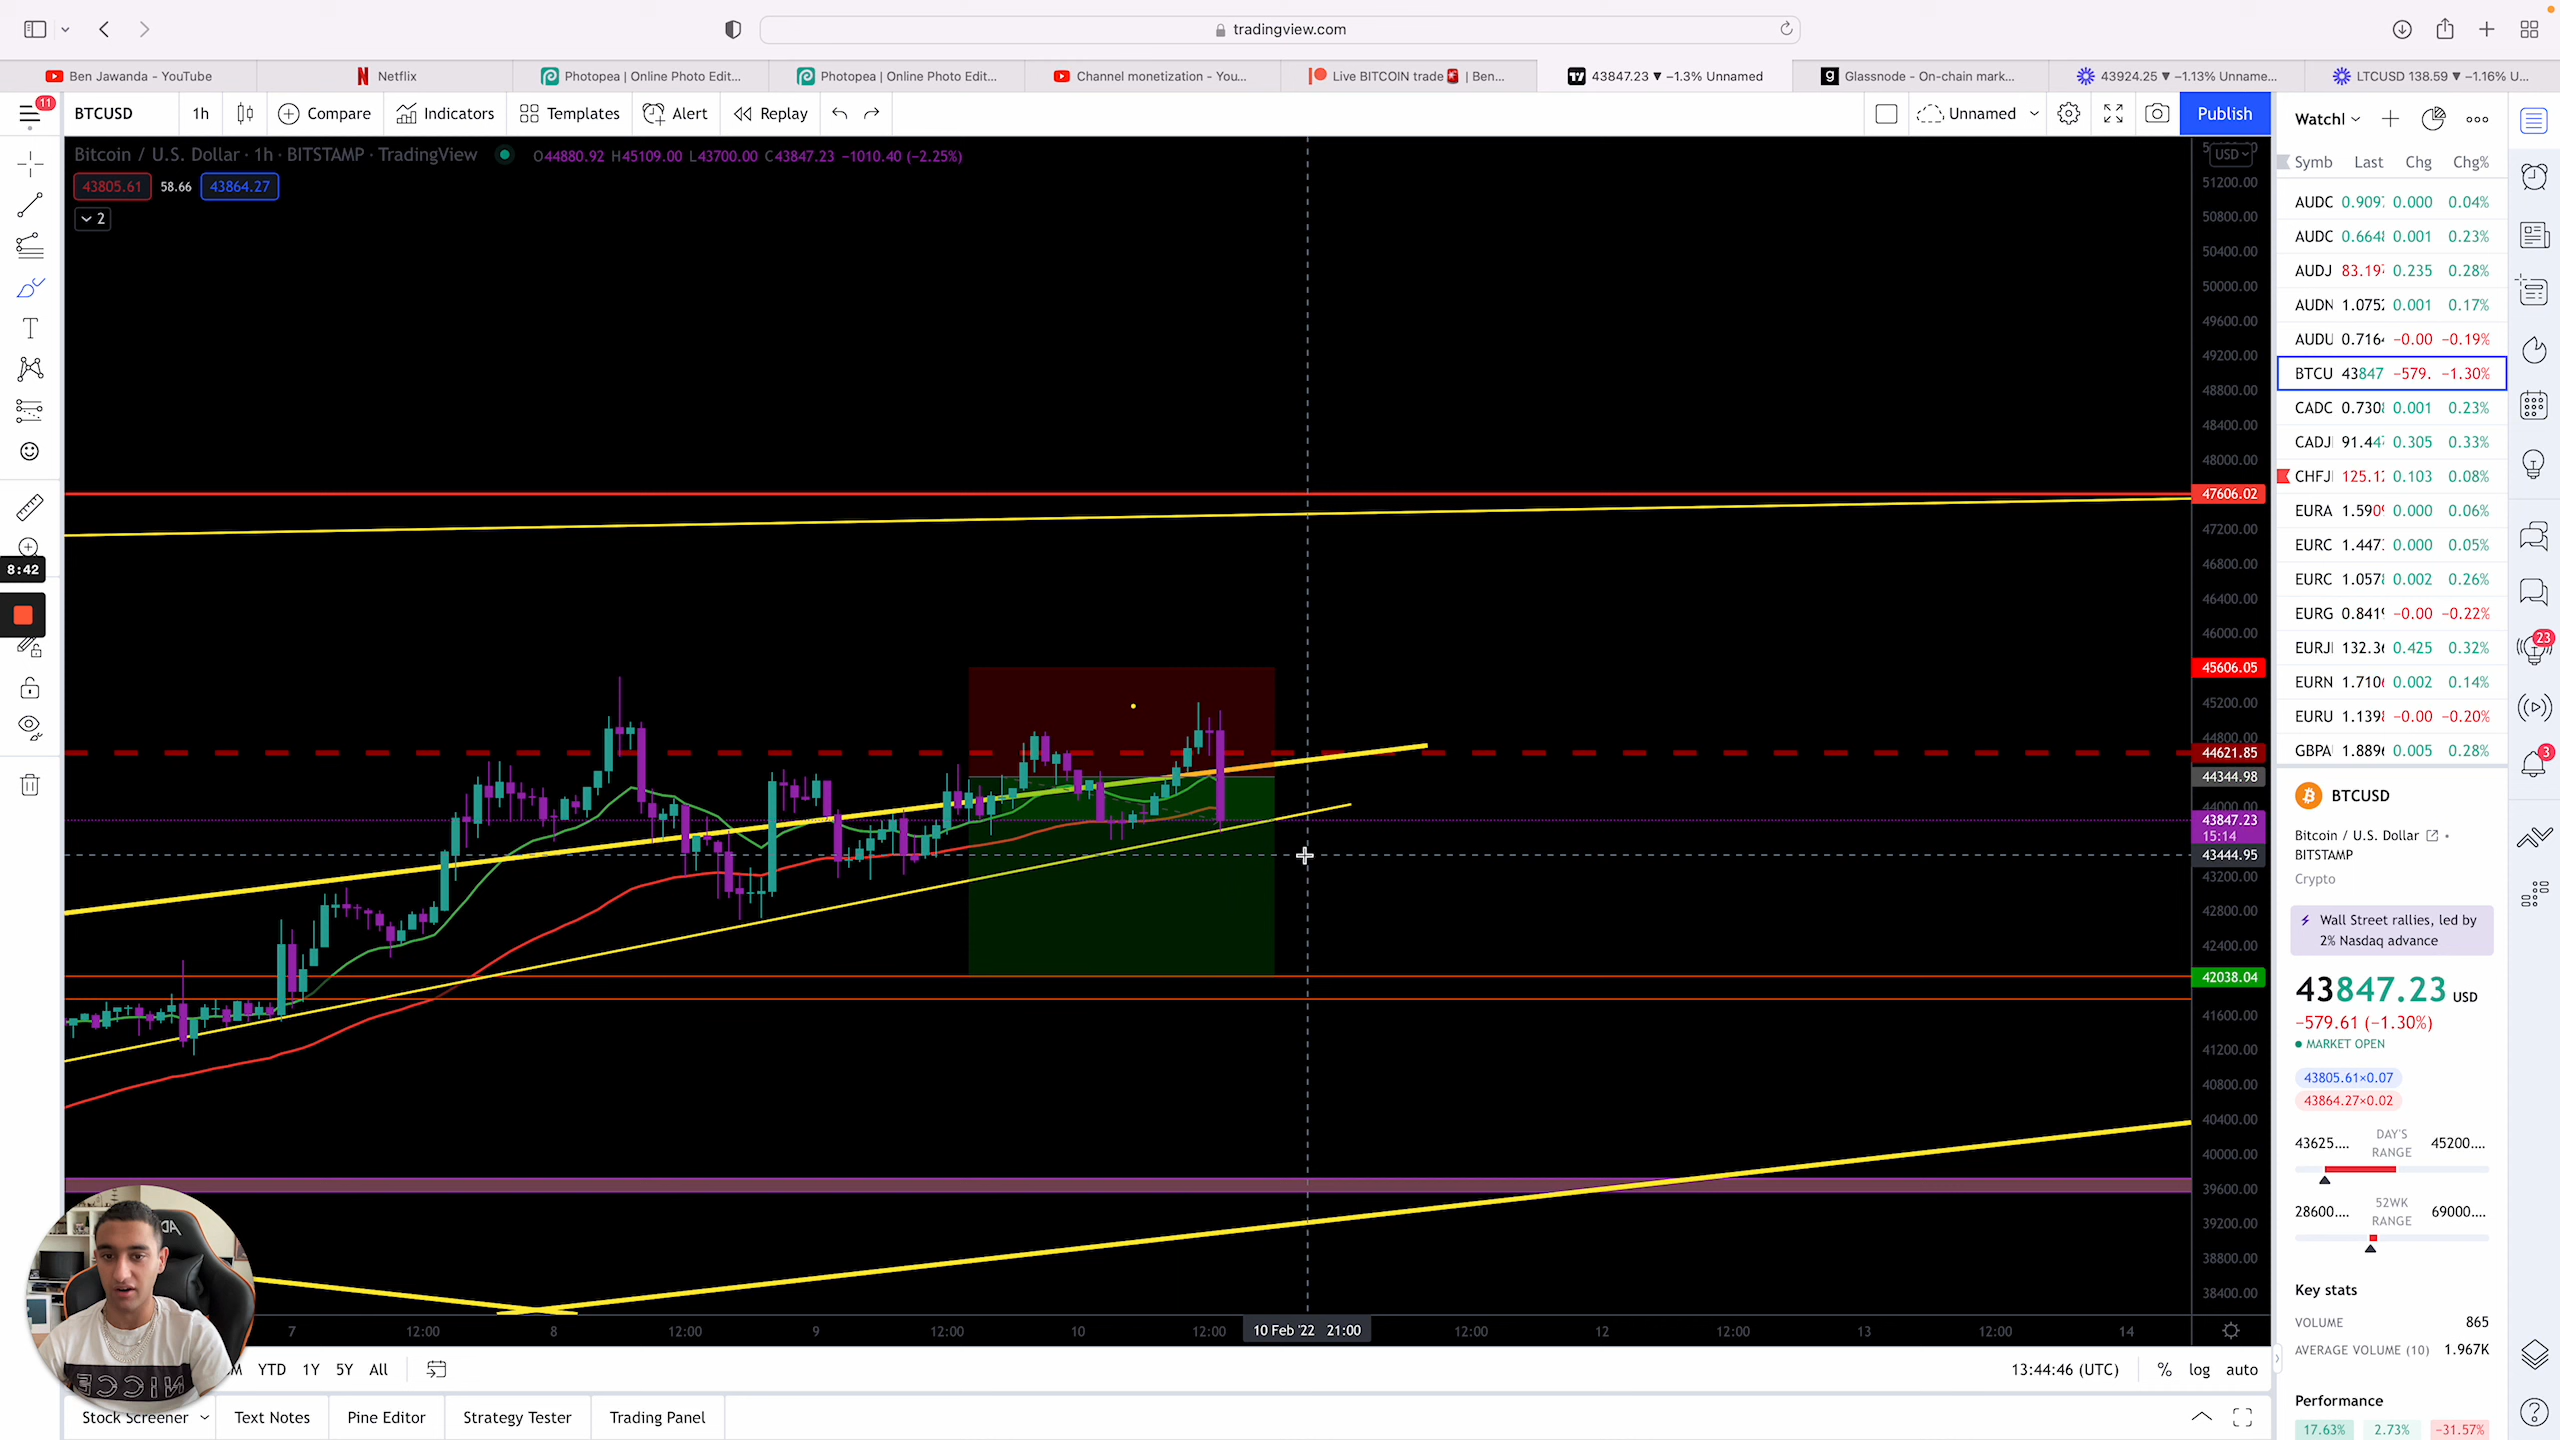 tradingview.com
Ben Jawanda - YouTube
Netflix
Photopea | Online Photo Edit...
Photopea | Online Photo Edit...
Channel monetization - You...
Live BITCOIN trade🚨 | Ben...
43847.23 ▼ −1.3% Unnamed
Glassnode - On-chain mark...
43924.25 ▼ −1.13% Unname...
LTCUSD 138.59 ▼ −1.16% U...
11
BTCUSD
1h
Compare
Indicators
Templates
Alert
Replay
Unnamed
Publish
Watchl
Bitcoin / U.S. Dollar · 1h · BITSTAMP · TradingView
O44880.92 H45109.00 L43700.00 C43847.23 −1010.40 (−2.25%)
43805.61 58.66 43864.27
2
USD
51200.00
50800.00
50400.00
50000.00
49600.00
49200.00
48800.00
48400.00
48000.00
47606.02
47200.00
46800.00
46400.00
46000.00
45606.05
45200.00
44800.00
44621.85
44344.98
44000.00
43847.23
15:14
43444.95
43200.00
42800.00
42400.00
42038.04
41600.00
41200.00
40800.00
40400.00
40000.00
39600.00
39200.00
38800.00
38400.00
8:42
7 12:00 8 12:00 9 12:00 10 12:00 10 Feb '22 21:00 12:00 12 12:00 13 12:00 14
YTD 1Y 5Y All
13:44:46 (UTC) % log auto
Stock Screener Text Notes Pine Editor Strategy Tester Trading Panel
Symb Last Chg Chg%
AUDC 0.909 0.000 0.04%
AUDC 0.664 0.001 0.23%
AUDJ 83.19 0.235 0.28%
AUDN 1.075 0.001 0.17%
AUDU 0.716 −0.00 −0.19%
BTCU 43847 −579. −1.30%
CADC 0.730 0.001 0.23%
CADJ 91.44 0.305 0.33%
CHFJ 125.1 0.103 0.08%
EURA 1.590 0.000 0.06%
EURC 1.447 0.000 0.05%
EURC 1.057 0.002 0.26%
EURG 0.841 −0.00 −0.22%
EURJ 132.3 0.425 0.32%
EURN 1.710 0.002 0.14%
EURU 1.139 −0.00 −0.20%
GBPA 1.889 0.005 0.28%
23
3
BTCUSD
Bitcoin / U.S. Dollar
BITSTAMP
Crypto
Wall Street rallies, led by
2% Nasdaq advance
43847.23 USD
−579.61 (−1.30%)
MARKET OPEN
43805.61×0.07
43864.27×0.02
43625.... DAY'S RANGE 45200....
28600.... 52WK RANGE 69000....
Key stats
VOLUME 865
AVERAGE VOLUME (10) 1.967K
Performance
17.63% 2.73% −31.57%